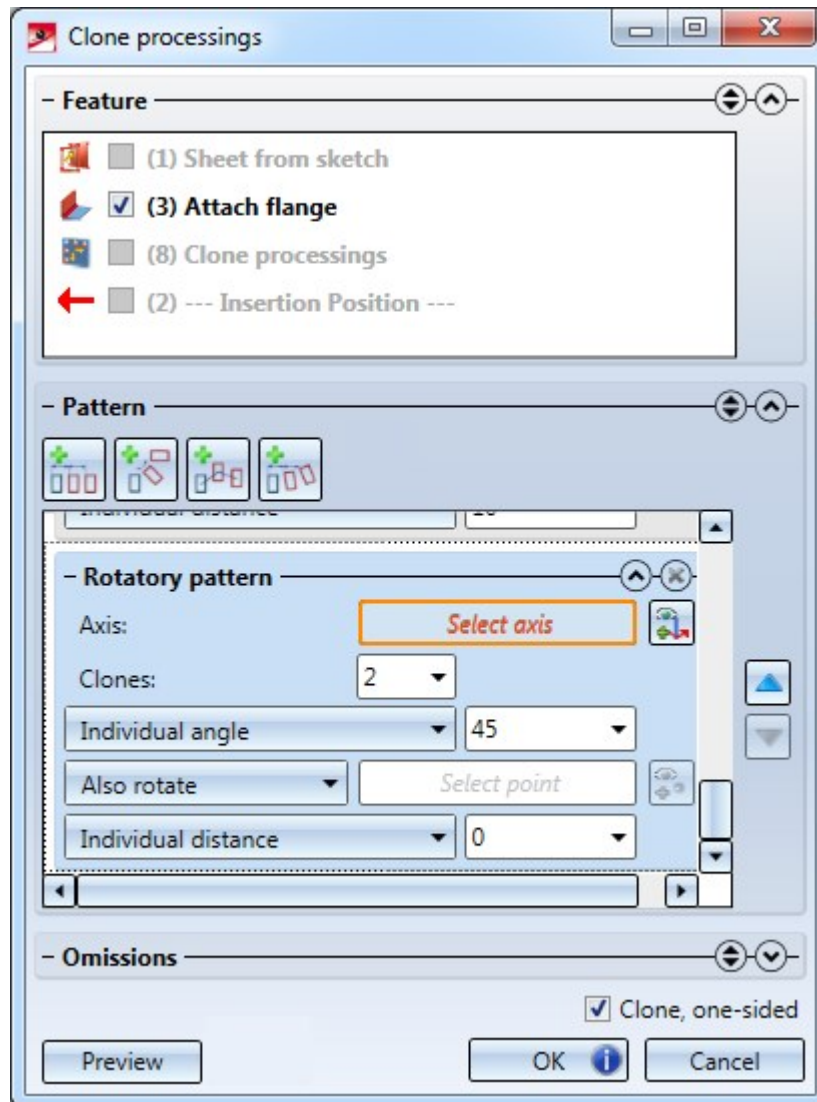 Clone processings
Feature
(1) Sheet from sketch
(3) Attach flange
(8) Clone processings
(2) --- Insertion Position ---
Pattern
Individual distance
Rotatory pattern
Axis: Select axis
Clones: 2
Individual angle 45
Also rotate Select point
Individual distance 0
Omissions
Clone, one-sided
Preview OK Cancel